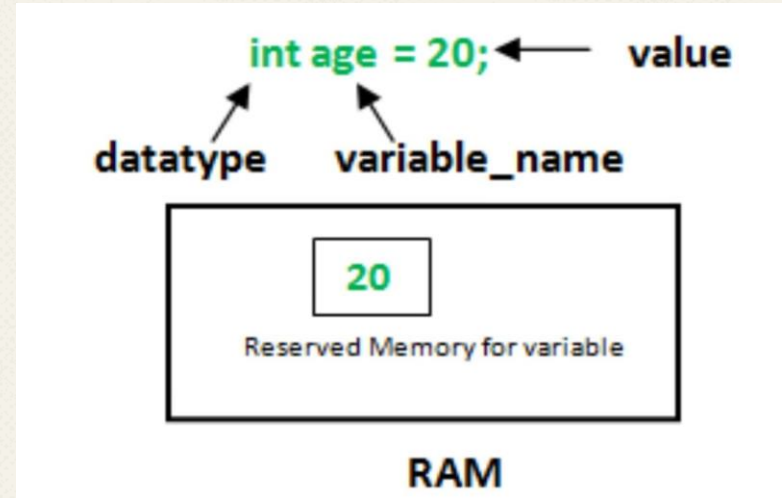 int age = 20; value
datatype variable_name
20
Reserved Memory for variable
RAM